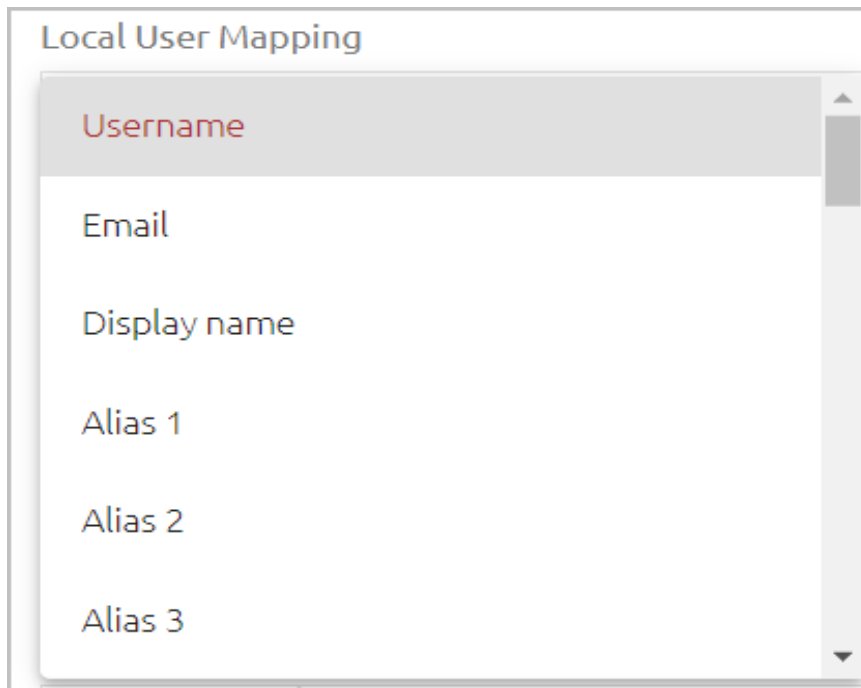 Local User Mapping
Username
Email
Display name
Alias 1
Alias 2
Alias 3